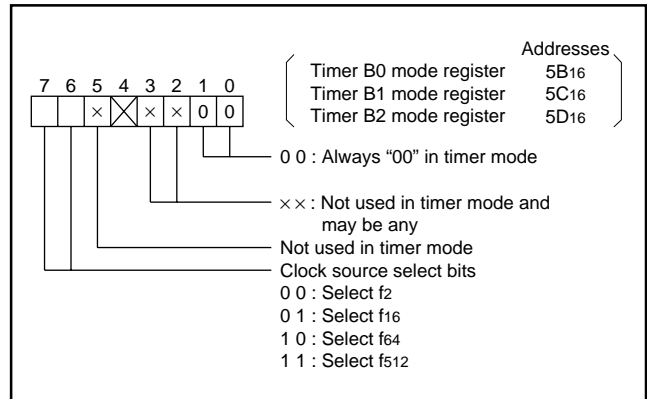 Addresses
Timer B0 mode register 5B16
Timer B1 mode register 5C16
Timer B2 mode register 5D16
7 6 5 4 3 2 1 0
× × × 0 0
0 0 : Always “00” in timer mode
×× : Not used in timer mode and
may be any
Not used in timer mode
Clock source select bits
0 0 : Select f2
0 1 : Select f16
1 0 : Select f64
1 1 : Select f512